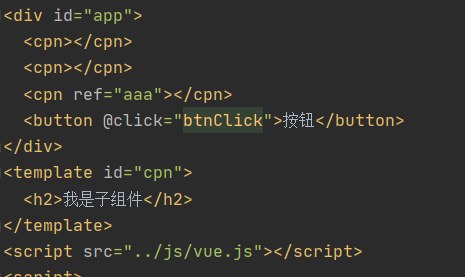 <div id="app">
  <cpn></cpn>
  <cpn></cpn>
  <cpn ref="aaa"></cpn>
  <button @click="btnClick">按钮</button>
</div>
<template id="cpn">
  <h2>我是子组件</h2>
</template>
<script src="../js/vue.js"></script>
<script>